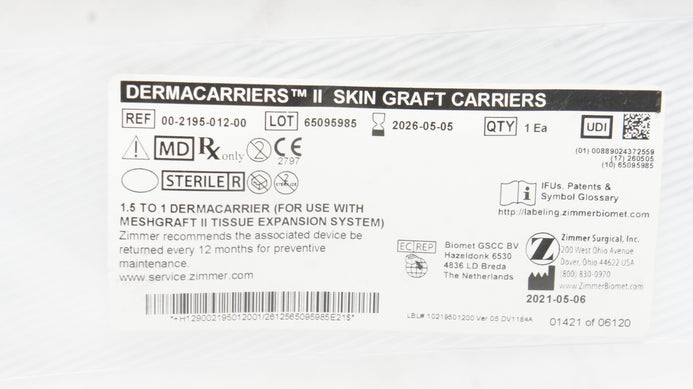 DERMACARRIERS™ II SKIN GRAFT CARRIERS
REF 00-2195-012-00 LOT 65095985 2026-05-05 QTY 1 Ea UDI
(01) 00889024372559
(17) 260505
(10) 65095985
MD Rx only 2 CE
2797
STERILE R
1.5 TO 1 DERMACARRIER (FOR USE WITH
MESHGRAFT II TISSUE EXPANSION SYSTEM)
Zimmer recommends the associated device be
returned every 12 months for preventive
maintenance.
www.service.zimmer.com
*+H129002195012001/2612565095985E21S*
i IFUs, Patents &
Symbol Glossary
http://labeling.zimmerbiomet.com
EC REP Biomet GSCC BV
Hazeldonk 6530
4836 LD Breda
The Netherlands
Zimmer Surgical, Inc.
200 West Ohio Avenue
Dover, Ohio 44622 USA
(800) 830-0970
www.ZimmerBiomet.com
2021-05-06
LBL# 10219501200 Ver 05 DV1184A 01421 of 06120